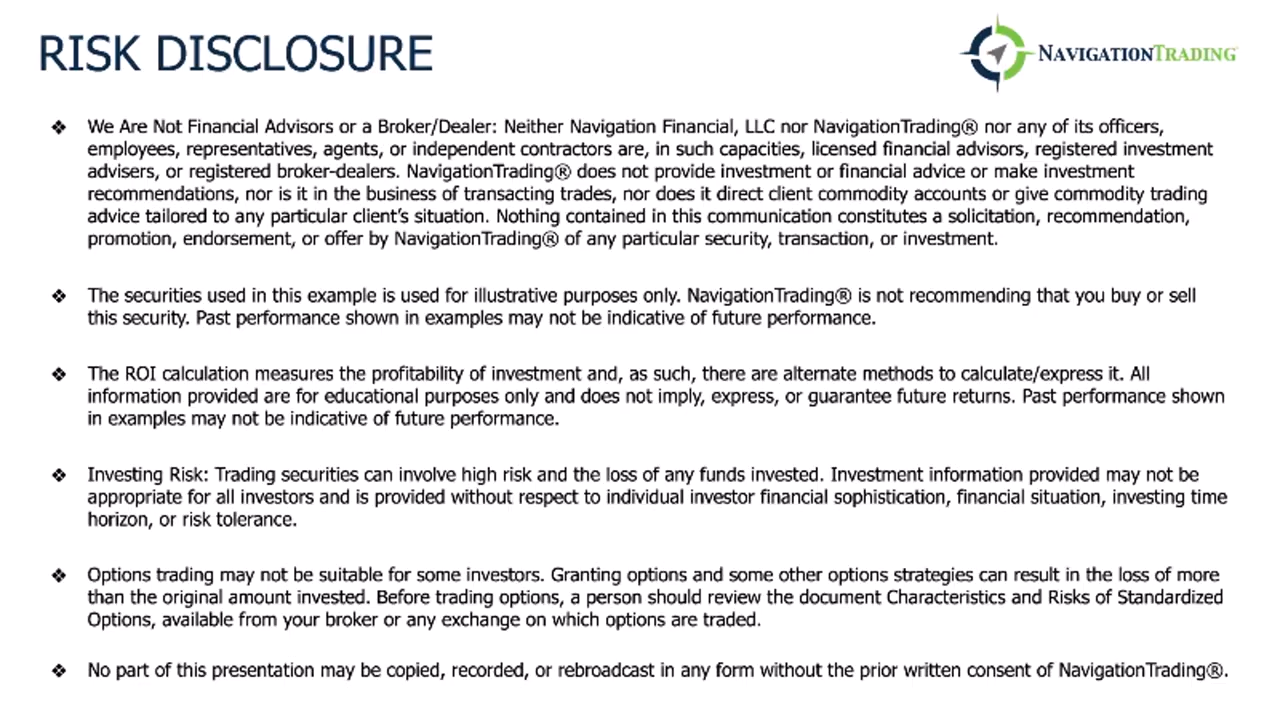 RISK DISCLOSURE
NAVIGATIONTRADING
❖ We Are Not Financial Advisors or a Broker/Dealer: Neither Navigation Financial, LLC nor NavigationTrading® nor any of its officers,
employees, representatives, agents, or independent contractors are, in such capacities, licensed financial advisors, registered investment
advisers, or registered broker-dealers. NavigationTrading® does not provide investment or financial advice or make investment
recommendations, nor is it in the business of transacting trades, nor does it direct client commodity accounts or give commodity trading
advice tailored to any particular client's situation. Nothing contained in this communication constitutes a solicitation, recommendation,
promotion, endorsement, or offer by NavigationTrading® of any particular security, transaction, or investment.
❖ The securities used in this example is used for illustrative purposes only. NavigationTrading® is not recommending that you buy or sell
this security. Past performance shown in examples may not be indicative of future performance.
❖ The ROI calculation measures the profitability of investment and, as such, there are alternate methods to calculate/express it. All
information provided are for educational purposes only and does not imply, express, or guarantee future returns. Past performance shown
in examples may not be indicative of future performance.
❖ Investing Risk: Trading securities can involve high risk and the loss of any funds invested. Investment information provided may not be
appropriate for all investors and is provided without respect to individual investor financial sophistication, financial situation, investing time
horizon, or risk tolerance.
❖ Options trading may not be suitable for some investors. Granting options and some other options strategies can result in the loss of more
than the original amount invested. Before trading options, a person should review the document Characteristics and Risks of Standardized
Options, available from your broker or any exchange on which options are traded.
❖ No part of this presentation may be copied, recorded, or rebroadcast in any form without the prior written consent of NavigationTrading®.